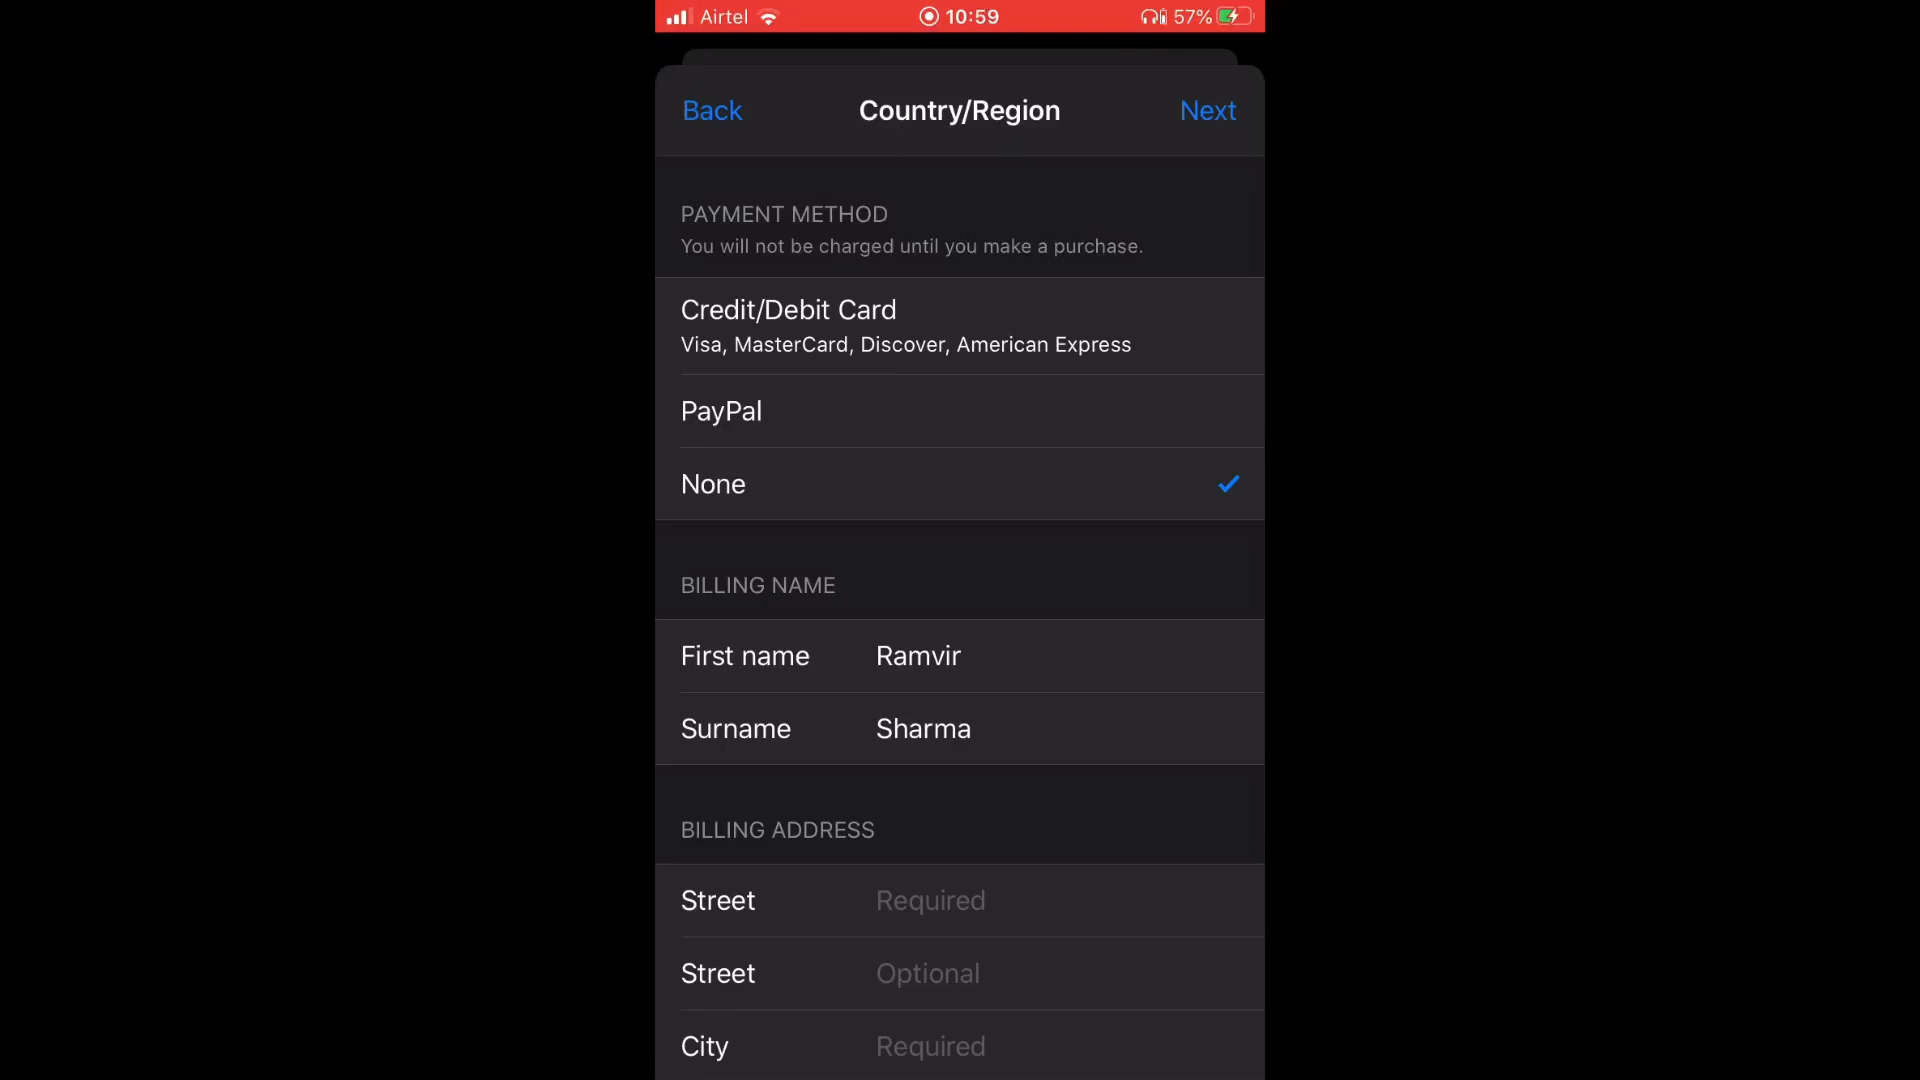 Airtel 10:59 57%
Back Country/Region Next
PAYMENT METHOD
You will not be charged until you make a purchase.
Credit/Debit Card
Visa, MasterCard, Discover, American Express
PayPal
None
BILLING NAME
First name Ramvir
Surname Sharma
BILLING ADDRESS
Street Required
Street Optional
City Required